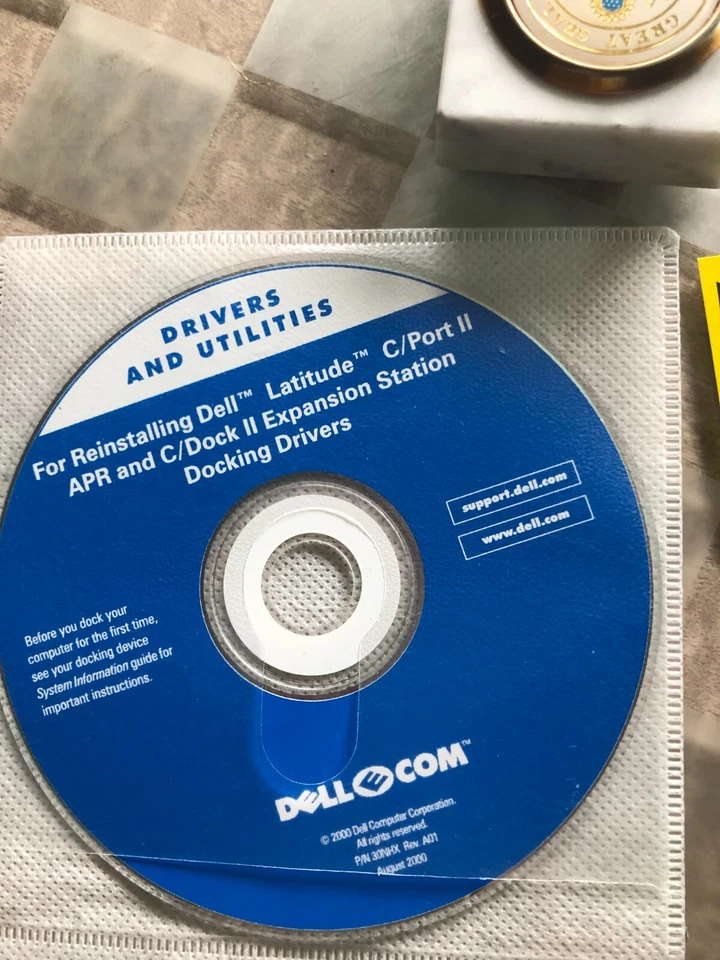 GREAT SEAL
DRIVERS
AND UTILITIES
For Reinstalling Dell™ Latitude™ C/Port II
APR and C/Dock II Expansion Station
Docking Drivers
support.dell.com
www.dell.com
Before you dock your
computer for the first time,
see your docking device
System Information guide for
important instructions.
DELL COM™
© 2000 Dell Computer Corporation.
All rights reserved.
P/N 30NHX Rev. A01
August 2000